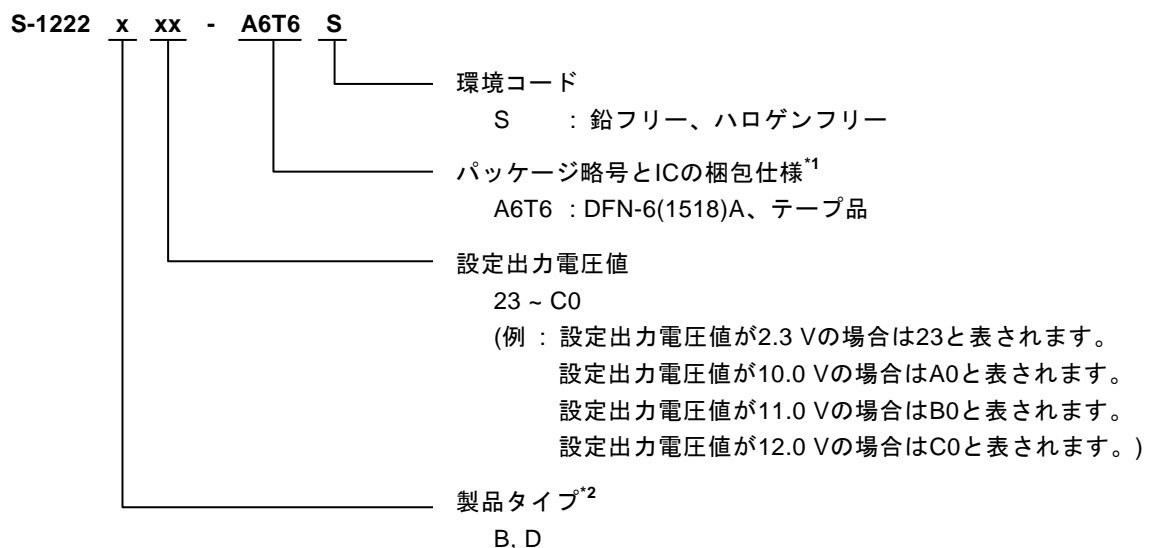 S-1222 x xx - A6T6 S
環境コード
S : 鉛フリー、ハロゲンフリー
パッケージ略号とICの梱包仕様*1
A6T6 : DFN-6(1518)A、テープ品
設定出力電圧値
23 ~ C0
(例 : 設定出力電圧値が2.3 Vの場合は23と表されます。
設定出力電圧値が10.0 Vの場合はA0と表されます。
設定出力電圧値が11.0 Vの場合はB0と表されます。
設定出力電圧値が12.0 Vの場合はC0と表されます。)
製品タイプ*2
B, D